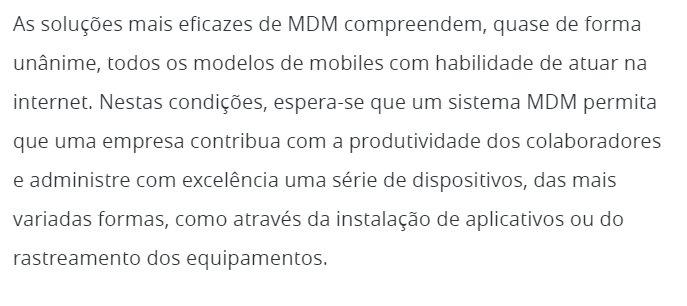 As soluções mais eficazes de MDM compreendem, quase de forma
unânime, todos os modelos de mobiles com habilidade de atuar na
internet. Nestas condições, espera-se que um sistema MDM permita
que uma empresa contribua com a produtividade dos colaboradores
e administre com excelência uma série de dispositivos, das mais
variadas formas, como através da instalação de aplicativos ou do
rastreamento dos equipamentos.